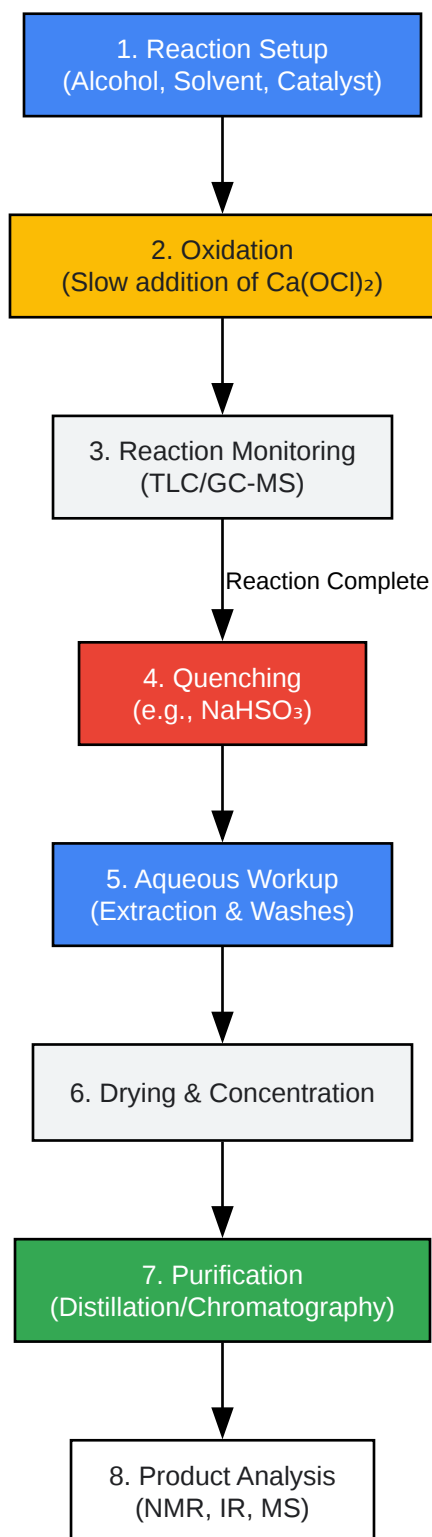 1. Reaction Setup
(Alcohol, Solvent, Catalyst)
2. Oxidation
(Slow addition of Ca(OCl)₂)
3. Reaction Monitoring
(TLC/GC-MS)
Reaction Complete
4. Quenching
(e.g., NaHSO₃)
5. Aqueous Workup
(Extraction & Washes)
6. Drying & Concentration
7. Purification
(Distillation/Chromatography)
8. Product Analysis
(NMR, IR, MS)